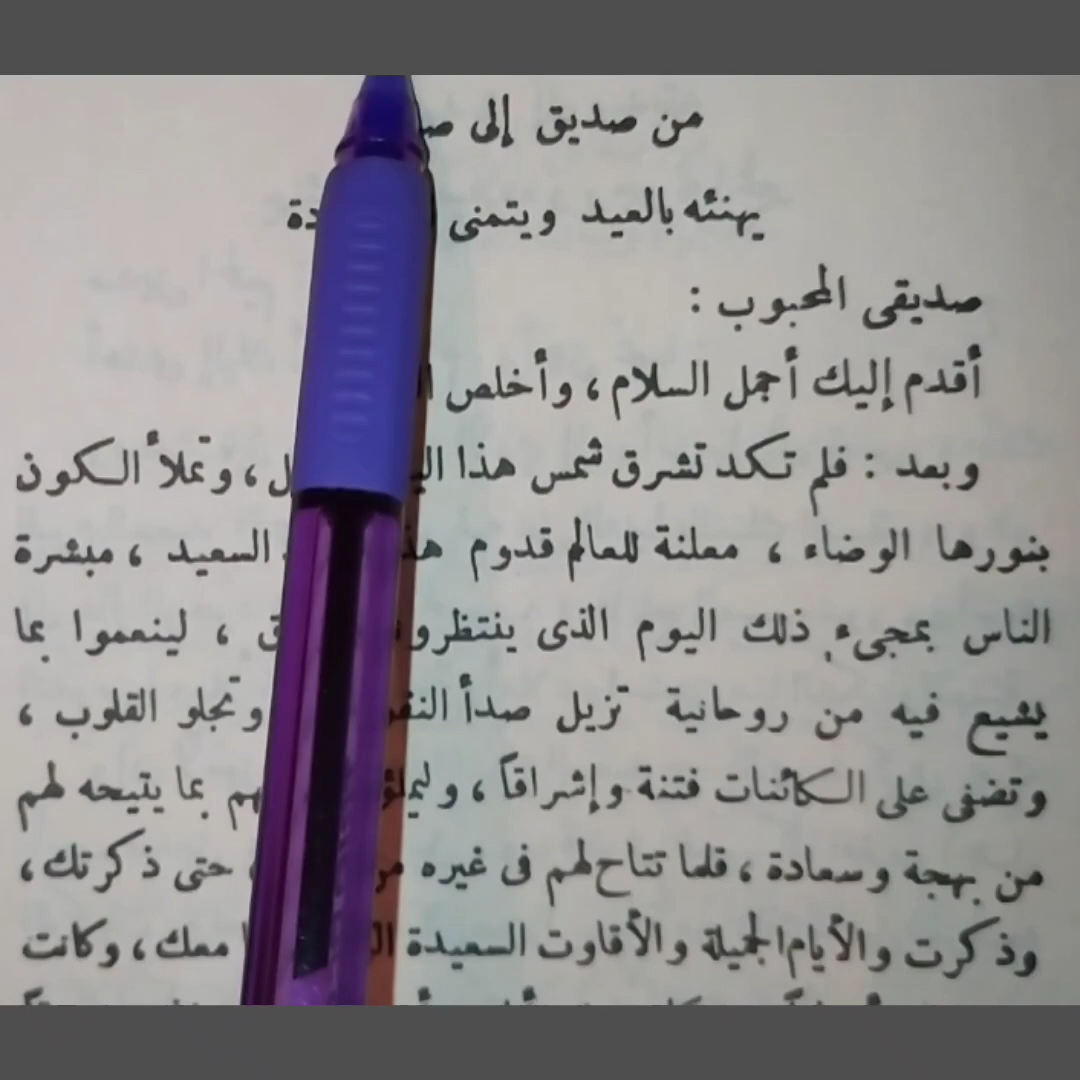 من صديق إلى
يهنئه بالعيد ويتمنى
صديقى المحبوب :
أقدم إليك أجمل السلام ، وأخلص
وبعد : فلم تكد تشرق شمس هذا ، وتملأ الكون
بنورها الوضاء ، معلنة للعالم قدوم السعيد ، مبشرة
الناس بمجىء ذلك اليوم الذى ، لينعموا بما
يشيع فيه من روحانية تزيل صدأ وتجلو القلوب ،
وتضفى على الكائنات فتنة وإشراقاً ، بما يتيحه لهم
من بهجة وسعادة ، قلما تتاح لهم فى غيره حتى ذكرتك ،
وذكرت والأيام الجميلة والأقاوت السعيدة معك ، وكانت